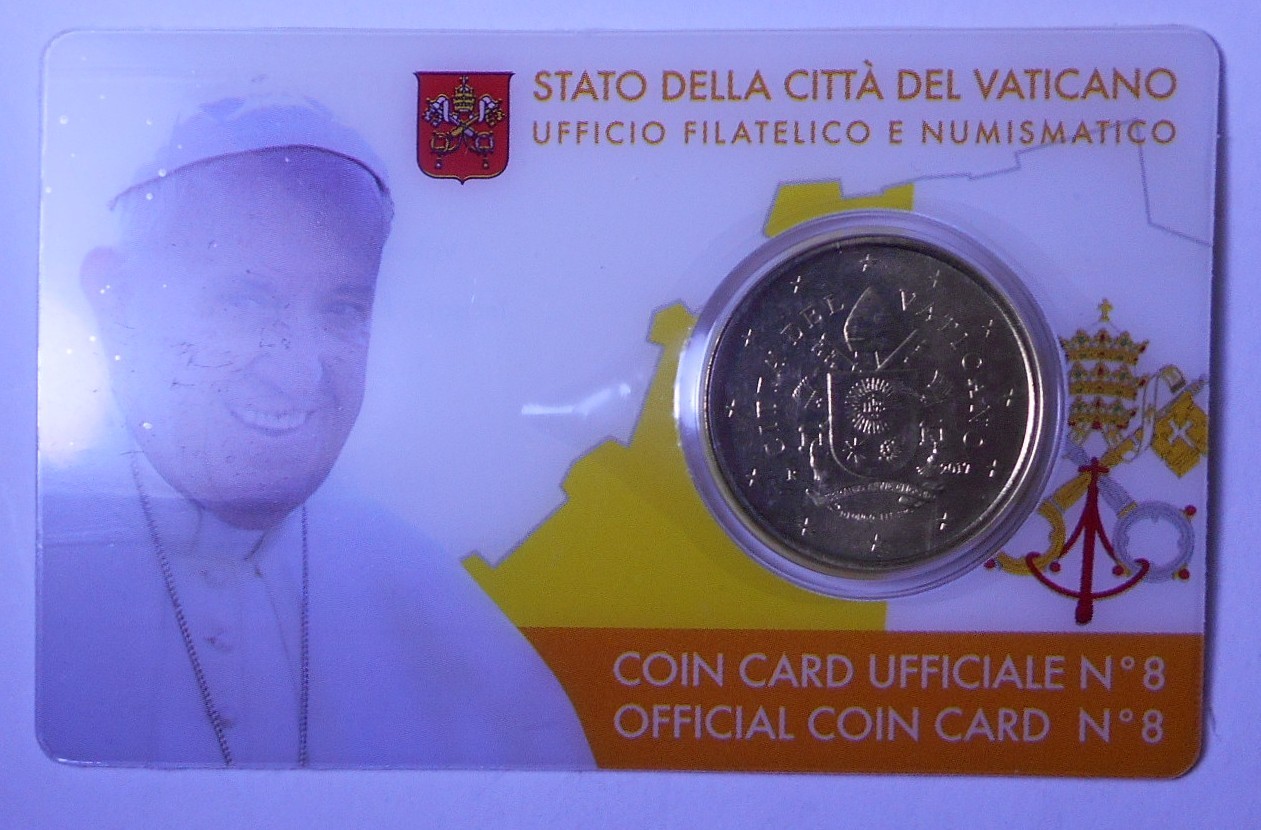 STATO DELLA CITTÀ DEL VATICANO
UFFICIO FILATELICO E NUMISMATICO
CITTÀ DEL VATICANO
R 2017
COIN CARD UFFICIALE N° 8
OFFICIAL COIN CARD N° 8